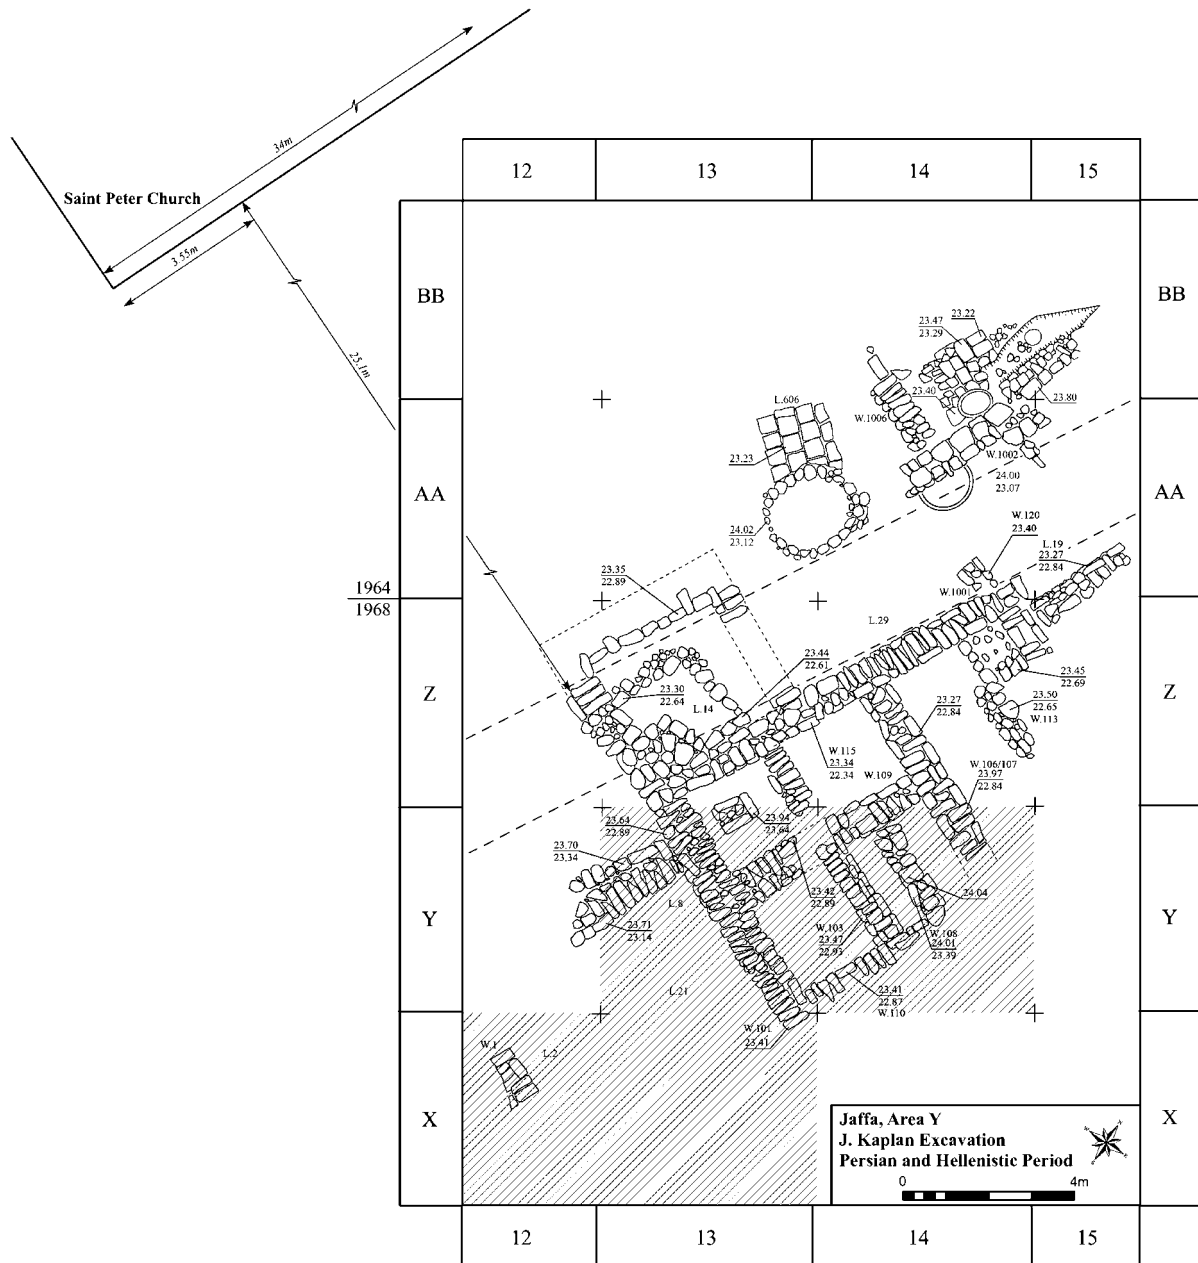 34m
Saint Peter Church
3.55m
25.1m
12
13
14
15
BB
BB
23.22
23.47
23.29
23.40
23.80
L.606
W.1006
W.1002
23.23
24.00
23.07
AA
AA
24.02
23.12
W.120
23.40
L.19
23.27
22.84
23.35
22.89
1964
1968
W.1001
L.29
23.44
22.61
23.30
22.64
L.14
23.45
22.69
23.27
22.84
23.50
22.65
W.113
Z
Z
W.115
23.34
22.34
W.109
W.106/107
23.97
22.84
23.64
22.89
23.94
23.64
23.70
23.34
L.8
23.42
22.89
24.04
Y
Y
23.71
23.14
W.103
23.47
22.93
W.108
24.01
23.39
L.21
23.41
22.87
W.110
W.101
23.41
W.1
L.2
X
X
Jaffa, Area Y
J. Kaplan Excavation
Persian and Hellenistic Period
0
4m
12
13
14
15